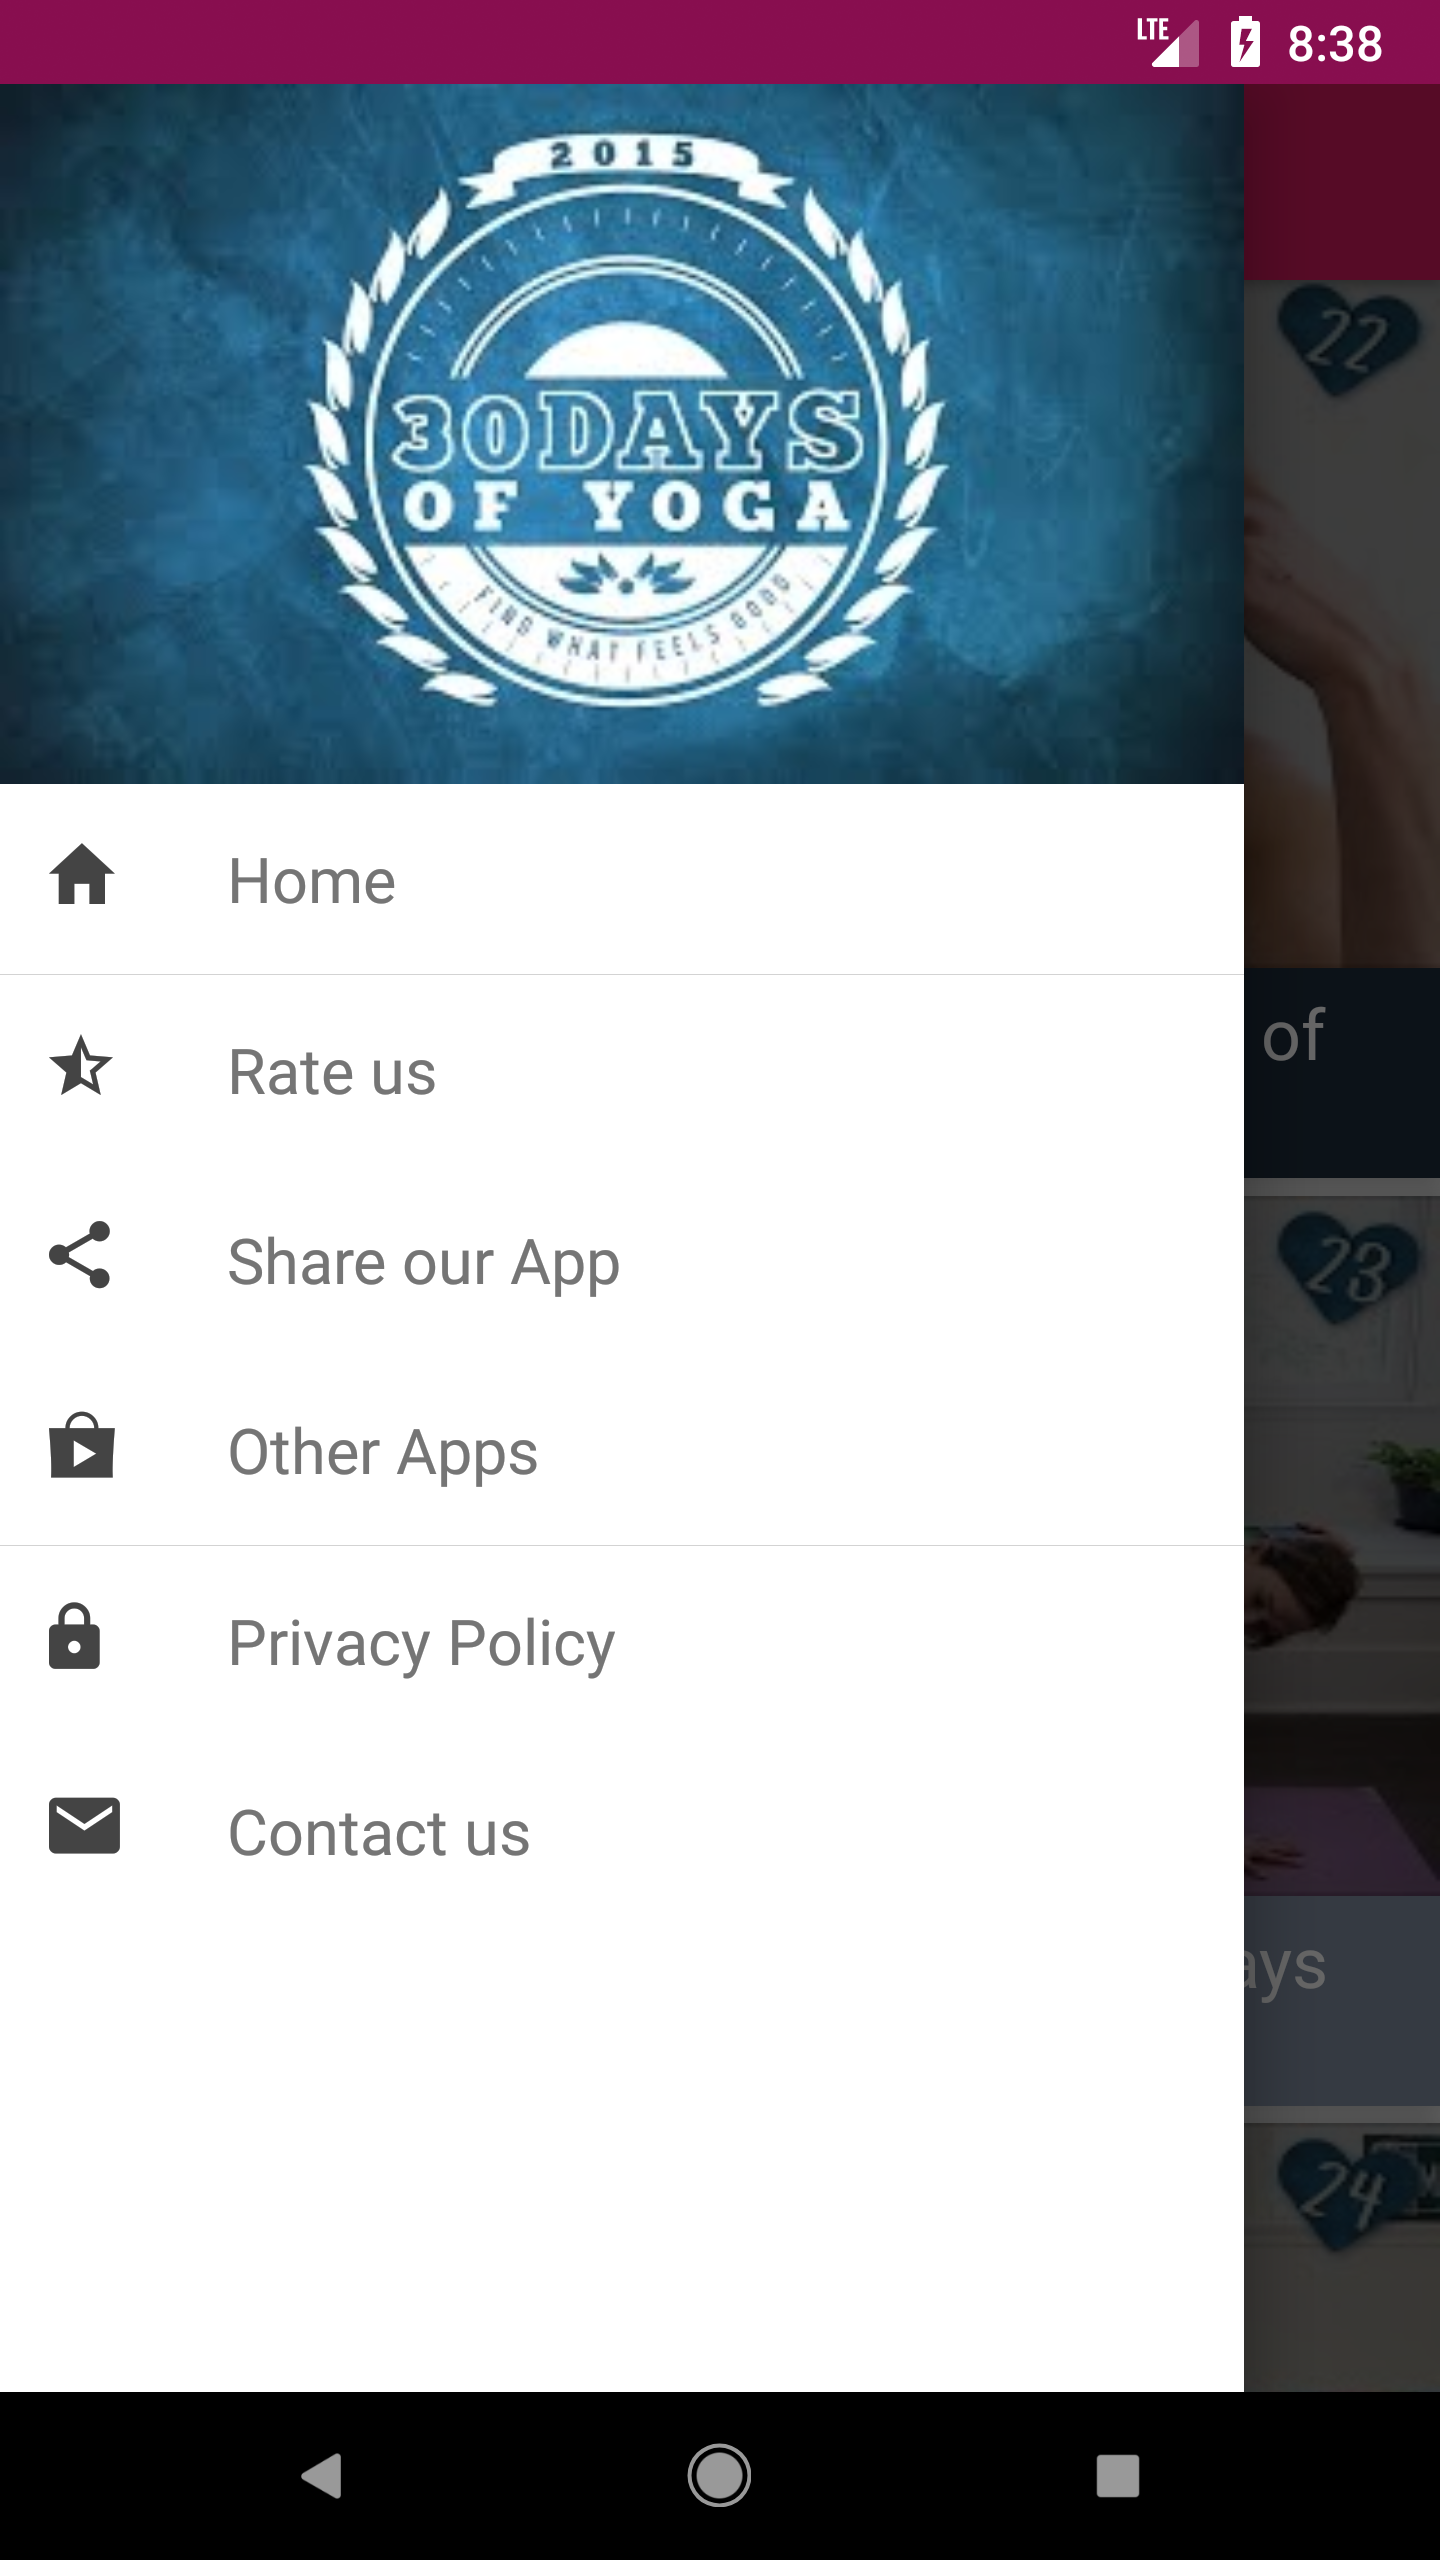 LTE 8:38
2015
30DAYS
OF YOGA
FIND WHAT FEELS GOOD
22
Home
of
Rate us
Share our App
23
Other Apps
Privacy Policy
Contact us
ays
24